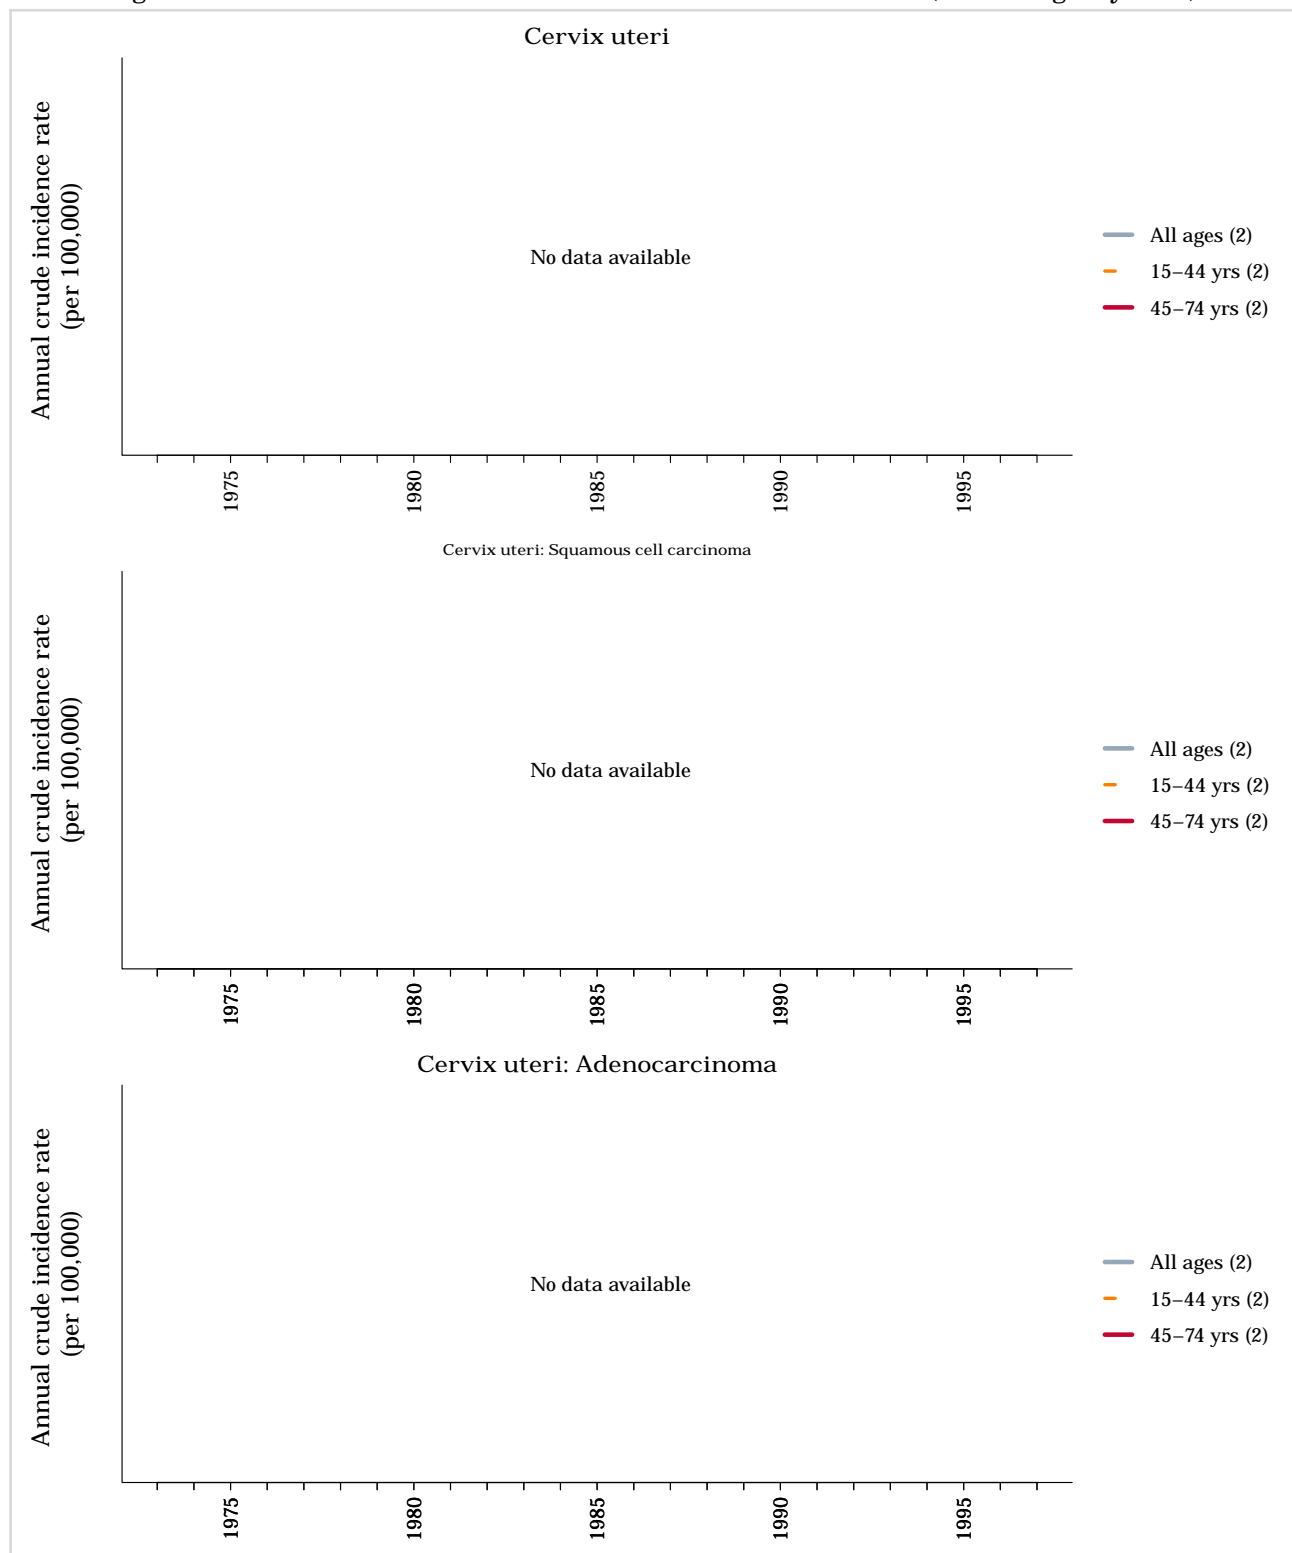 Cervix uteri
Annual crude incidence rate
(per 100,000)
No data available
All ages (2)
15–44 yrs (2)
45–74 yrs (2)
1975
1980
1985
1990
1995
Cervix uteri: Squamous cell carcinoma
Annual crude incidence rate
(per 100,000)
No data available
All ages (2)
15–44 yrs (2)
45–74 yrs (2)
1975
1980
1985
1990
1995
Cervix uteri: Adenocarcinoma
Annual crude incidence rate
(per 100,000)
No data available
All ages (2)
15–44 yrs (2)
45–74 yrs (2)
1975
1980
1985
1990
1995